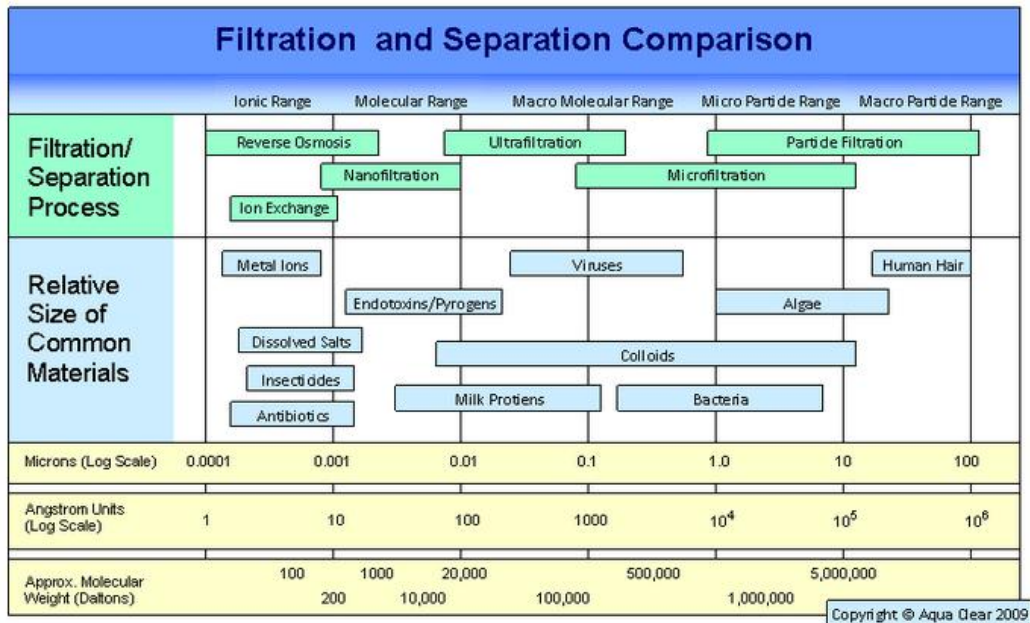 Filtration and Separation Comparison
Ionic Range Molecular Range Macro Molecular Range Micro Partide Range Macro Partide Range
Filtration/
Separation
Process
Reverse Osmosis Ultrafiltration Partide Filtration
Nanofiltration Microfiltration
Ion Exchange
Relative
Size of
Common
Materials
Metal Ions Viruses Human Hair
Endotoxins/Pyrogens Algae
Dissolved Salts
Colloids
Insecticides
Milk Protiens Bacteria
Antibiotics
Microns (Log Scale) 0.0001 0.001 0.01 0.1 1.0 10 100
Angstrom Units
(Log Scale)
1 10 100 1000 10⁴ 10⁵ 10⁶
Approx. Molecular
Weight (Daltons)
100 1000 20,000 500,000 5,000,000
200 10,000 100,000 1,000,000
Copyright © Aqua Clear 2009